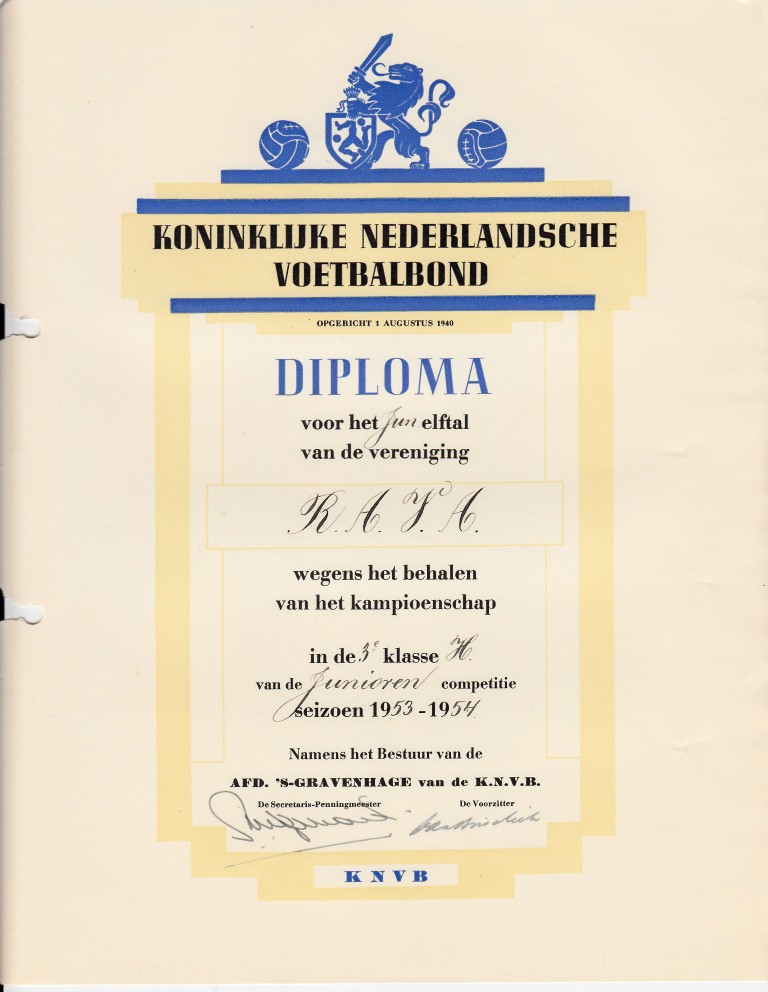 KONINKLIJKE NEDERLANDSCHE
VOETBALBOND
OPGERICHT 1 AUGUSTUS 1940
DIPLOMA
voor het Jun. elftal
van de vereniging
R.A.V.A.
wegens het behalen
van het kampioenschap
in de 3e klasse H.
van de Junioren competitie
seizoen 1953-1954
Namens het Bestuur van de
AFD. 'S-GRAVENHAGE van de K.N.V.B.
De Secretaris-Penningmeester De Voorzitter
KNVB